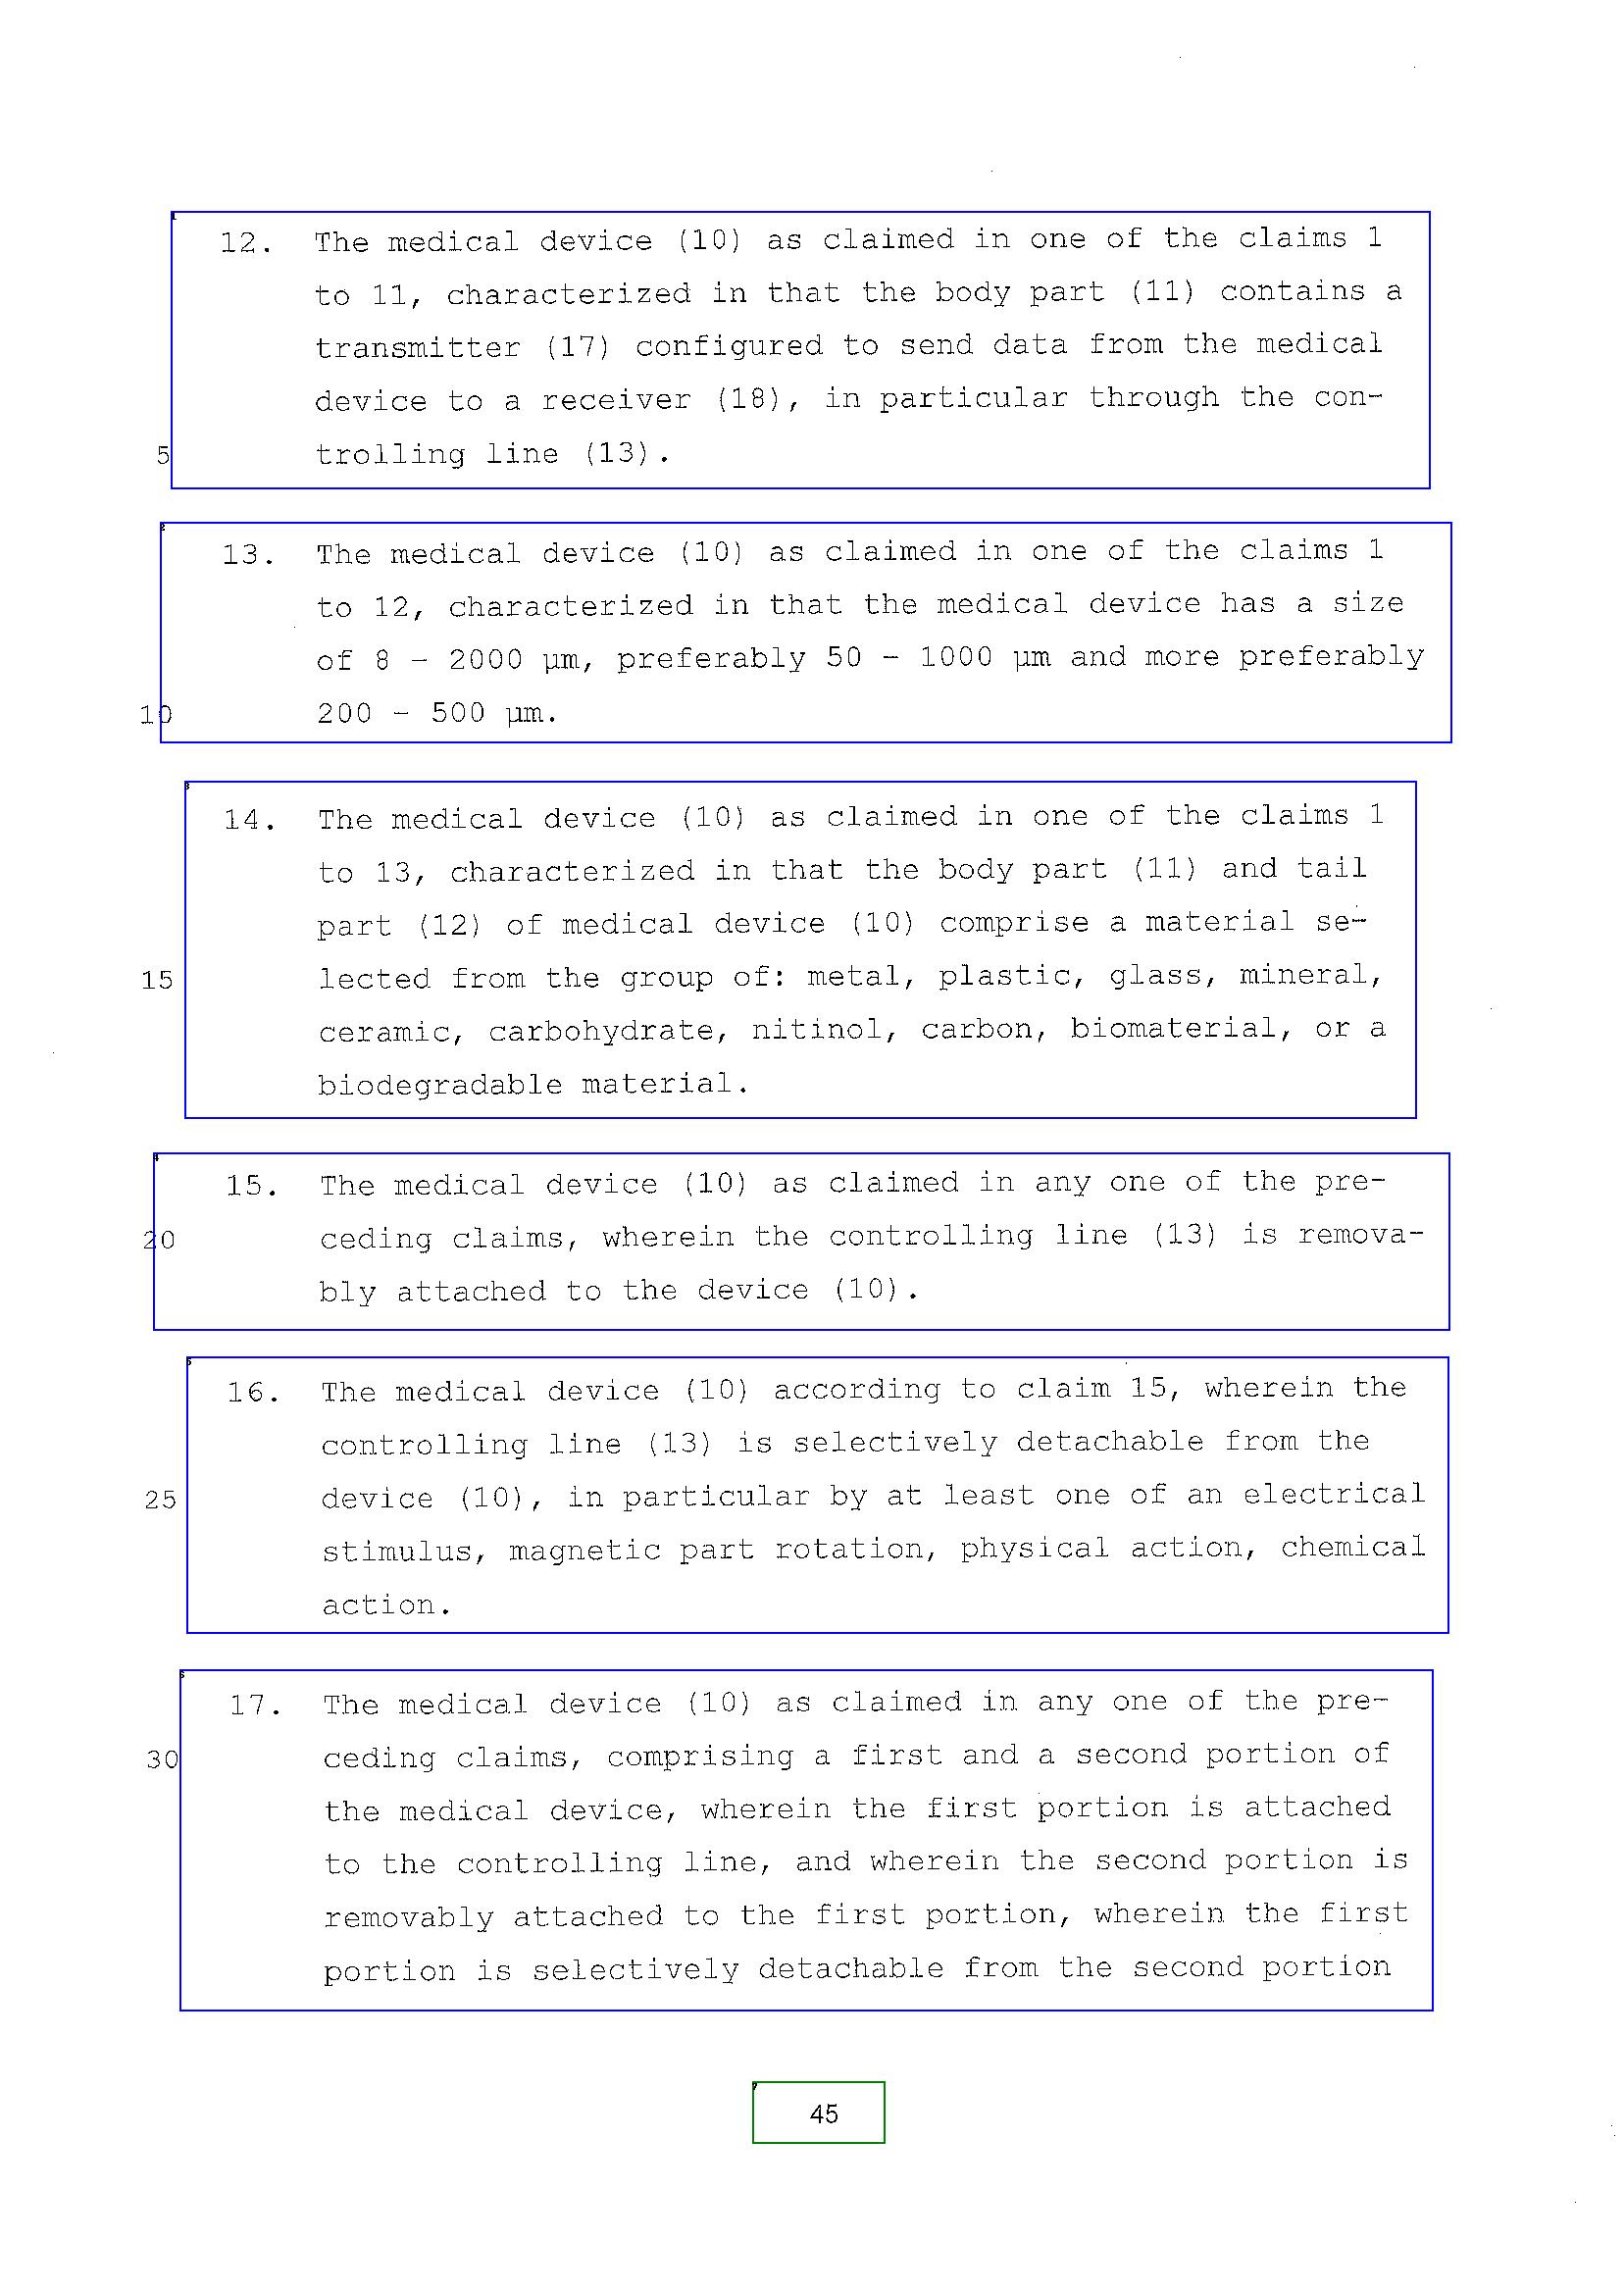 12. The medical device (10) as claimed in one of the claims 1
to 11, characterized in that the body part (11) contains a
transmitter (17) configured to send data from the medical
device to a receiver (18), in particular through the con-
5 trolling line (13).
13. The medical device (10) as claimed in one of the claims 1
to 12, characterized in that the medical device has a size
of 8 - 2000 µm, preferably 50 - 1000 µm and more preferably
10 200 - 500 µm.
14. The medical device (10) as claimed in one of the claims 1
to 13, characterized in that the body part (11) and tail
part (12) of medical device (10) comprise a material se-
15 lected from the group of: metal, plastic, glass, mineral,
ceramic, carbohydrate, nitinol, carbon, biomaterial, or a
biodegradable material.
15. The medical device (10) as claimed in any one of the pre-
20 ceding claims, wherein the controlling line (13) is remova-
bly attached to the device (10).
16. The medical device (10) according to claim 15, wherein the
controlling line (13) is selectively detachable from the
25 device (10), in particular by at least one of an electrical
stimulus, magnetic part rotation, physical action, chemical
action.
17. The medical device (10) as claimed in any one of the pre-
30 ceding claims, comprising a first and a second portion of
the medical device, wherein the first portion is attached
to the controlling line, and wherein the second portion is
removably attached to the first portion, wherein the first
portion is selectively detachable from the second portion
45